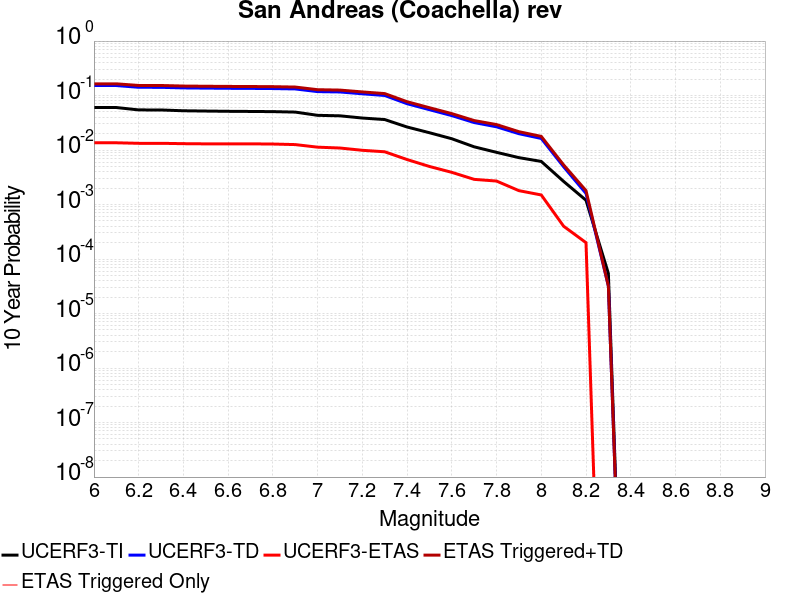 San Andreas (Coachella) rev
10 0
10 -1
10 -2
10 -3
10 -4
10 -5
10 -6
10 -7
10 -8
10 Year Probability
6 6.2 6.4 6.6 6.8 7 7.2 7.4 7.6 7.8 8 8.2 8.4 8.6 8.8 9
Magnitude
UCERF3-TI UCERF3-TD UCERF3-ETAS ETAS Triggered+TD
ETAS Triggered Only